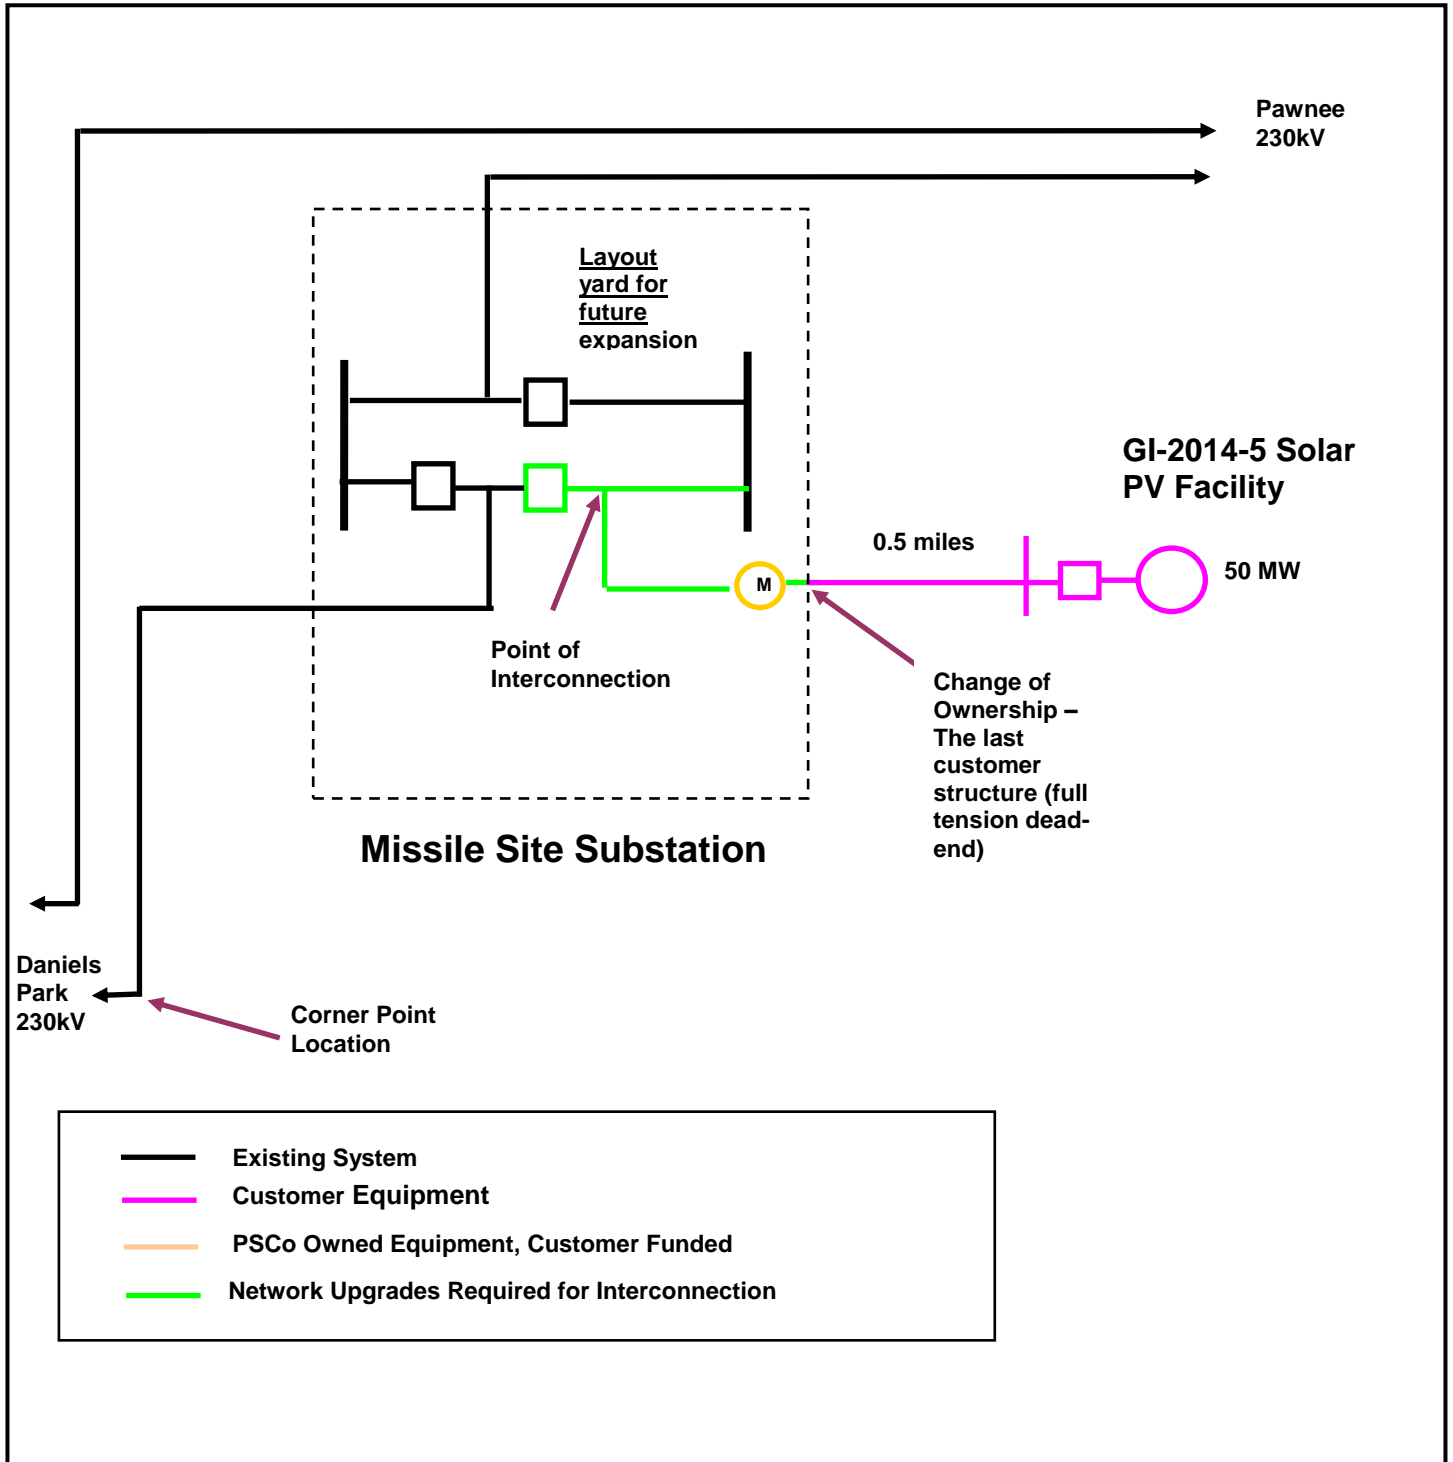 Pawnee
230kV
Layout
yard for
future
expansion
GI-2014-5 Solar
PV Facility
0.5 miles
50 MW
M
Point of
Interconnection
Change of
Ownership –
The last
customer
structure (full
tension dead-
end)
Missile Site Substation
Daniels
Park
230kV
Corner Point
Location
Existing System
Customer Equipment
PSCo Owned Equipment, Customer Funded
Network Upgrades Required for Interconnection